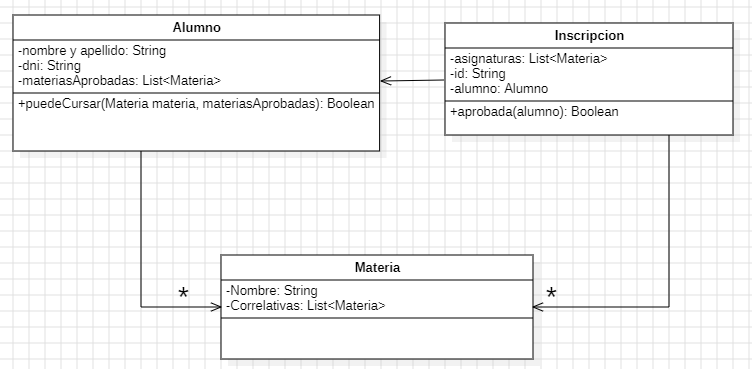 Alumno
-nombre y apellido: String
-dni: String
-materiasAprobadas: List<Materia>
+puedeCursar(Materia materia, materiasAprobadas): Boolean
Inscripcion
-asignaturas: List<Materia>
-id: String
-alumno: Alumno
+aprobada(alumno): Boolean
*
*
Materia
-Nombre: String
-Correlativas: List<Materia>